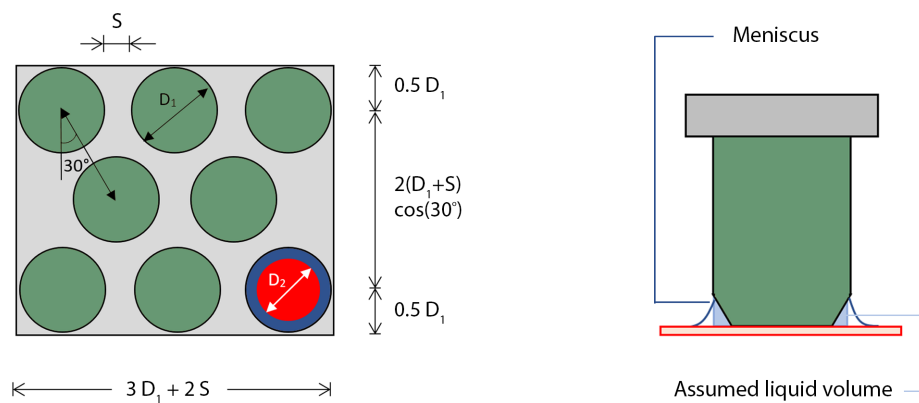 S
Meniscus
D₁
0.5 D₁
30°
2(D₁+S)
cos(30°)
D₂
0.5 D₁
3 D₁ + 2 S
Assumed liquid volume